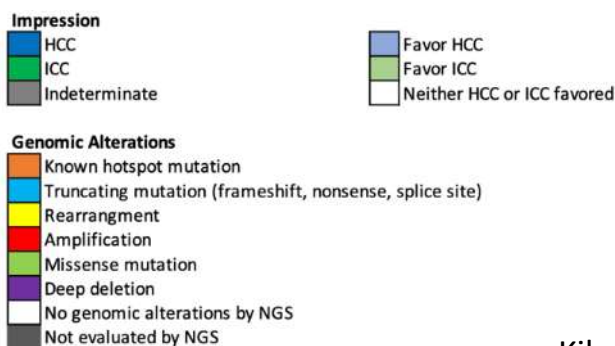 Impression
HCC
ICC
Indeterminate
Favor HCC
Favor ICC
Neither HCC or ICC favored
Genomic Alterations
Known hotspot mutation
Truncating mutation (frameshift, nonsense, splice site)
Rearrangment
Amplification
Missense mutation
Deep deletion
No genomic alterations by NGS
Not evaluated by NGS